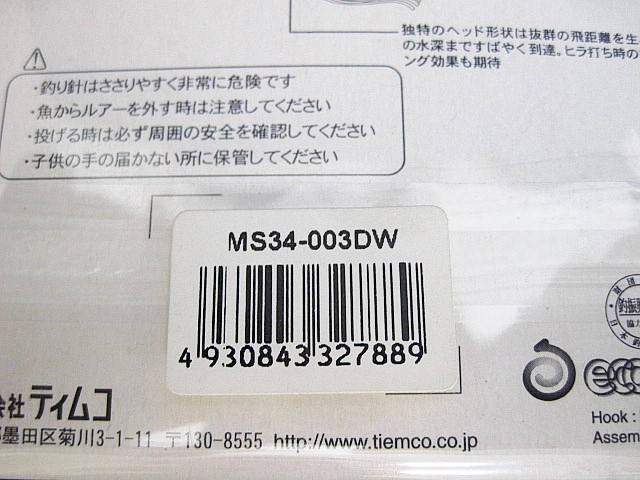 独特のヘッド形状は抜群の飛距離を生
の水深まですばやく到達。ヒラ打ち時の
ング効果も期待
・釣り針はささりやすく非常に危険です
・魚からルアーを外す時は注意してください
・投げる時は必ず周囲の安全を確認してください
・子供の手の届かない所に保管してください
MS34-003DW
4 930843 327889
会社 ティムコ
墨田区菊川3-1-11 〒130-8555 http://www.tiemco.co.jp
Hook :
Assem